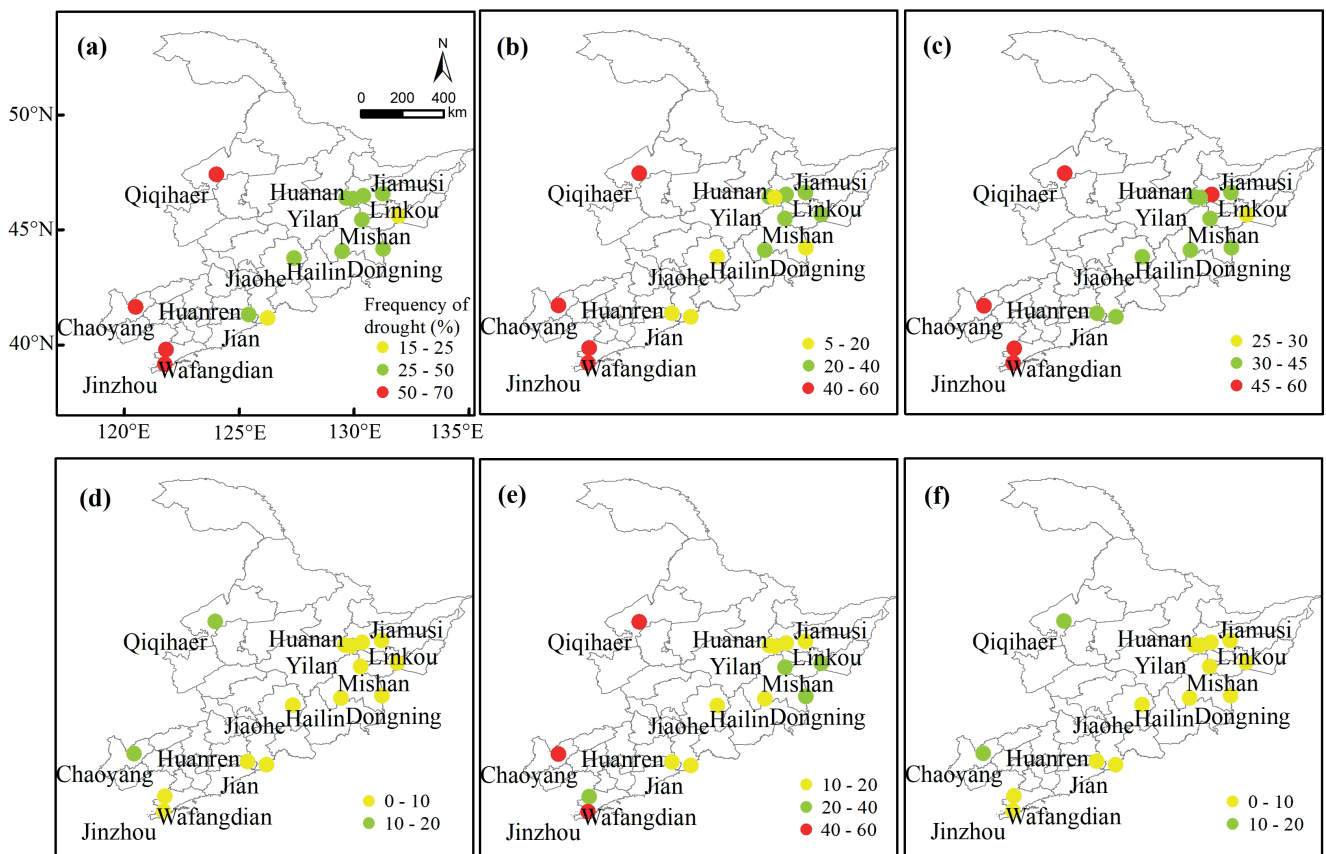 (a)
N
0 200 400
km
50°N
45°N
40°N
120°E 125°E 130°E 135°E
Qiqihaer
Huanan
Jiamusi
Yilan
Linkou
Mishan
Jiaohe
Hailin
Dongning
Huanren
Chaoyang
Jian
Wafangdian
Jinzhou
Frequency of
drought (%)
15 - 25
25 - 50
50 - 70
(b)
Qiqihaer
Huanan
Jiamusi
Yilan
Linkou
Mishan
Jiaohe
Hailin
Dongning
Huanren
Chaoyang
Jian
Wafangdian
Jinzhou
5 - 20
20 - 40
40 - 60
(c)
Qiqihaer
Huanan
Jiamusi
Yilan
Linkou
Mishan
Jiaohe
Hailin
Dongning
Huanren
Chaoyang
Jian
Wafangdian
Jinzhou
25 - 30
30 - 45
45 - 60
(d)
Qiqihaer
Huanan
Jiamusi
Yilan
Linkou
Mishan
Jiaohe
Hailin
Dongning
Huanren
Chaoyang
Jian
Wafangdian
Jinzhou
0 - 10
10 - 20
(e)
Qiqihaer
Huanan
Jiamusi
Yilan
Linkou
Mishan
Jiaohe
Hailin
Dongning
Huanren
Chaoyang
Jian
Wafangdian
Jinzhou
10 - 20
20 - 40
40 - 60
(f)
Qiqihaer
Huanan
Jiamusi
Yilan
Linkou
Mishan
Jiaohe
Hailin
Dongning
Huanren
Chaoyang
Jian
Wafangdian
Jinzhou
0 - 10
10 - 20